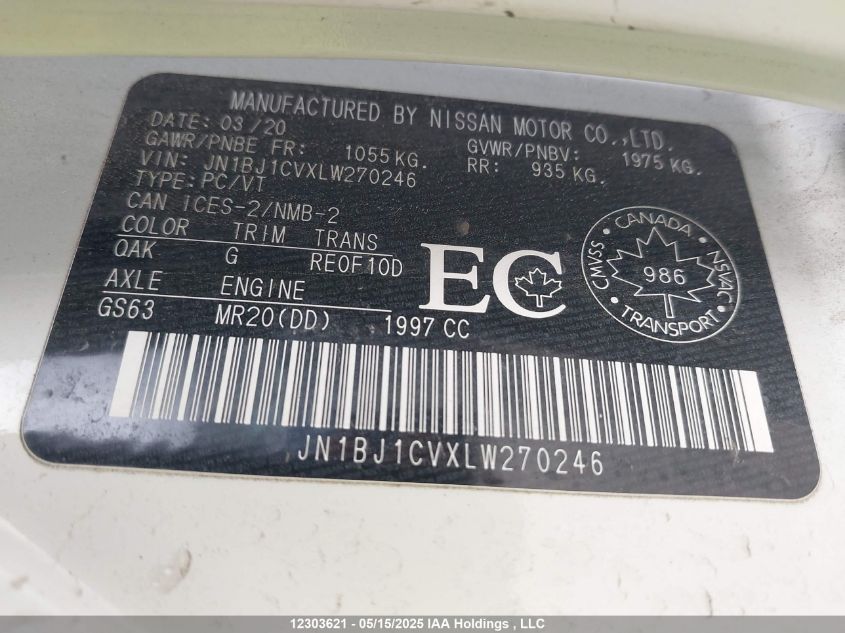 MANUFACTURED BY NISSAN MOTOR CO.,LTD.
DATE: 03/20
GAWR/PNBE FR: 1055 KG. GVWR/PNBV: 1975 KG.
VIN: JN1BJ1CVXLW270246 RR: 935 KG.
TYPE: PC/VT
CAN ICES-2/NMB-2
COLOR TRIM TRANS
QAK G RE0F10D
AXLE ENGINE
GS63 MR20(DD) 1997 CC
EC
CANADA
CMVSS 986 NSVAC
TRANSPORT
JN1BJ1CVXLW270246
12303621 - 05/15/2025 IAA Holdings , LLC